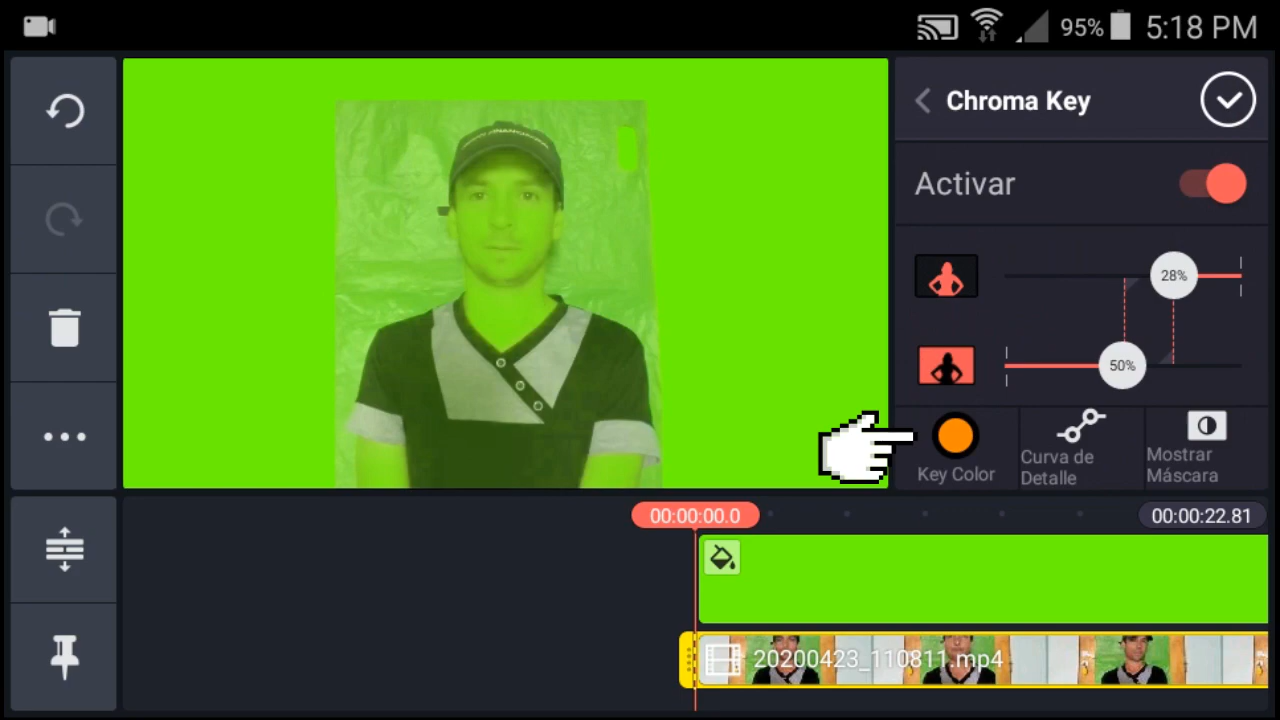 95% 5:18 PM
Chroma Key
Activar
28%
50%
Key Color
Curva de
Detalle
Mostrar
Máscara
00:00:00.0
00:00:22.81
20200423_110811.mp4